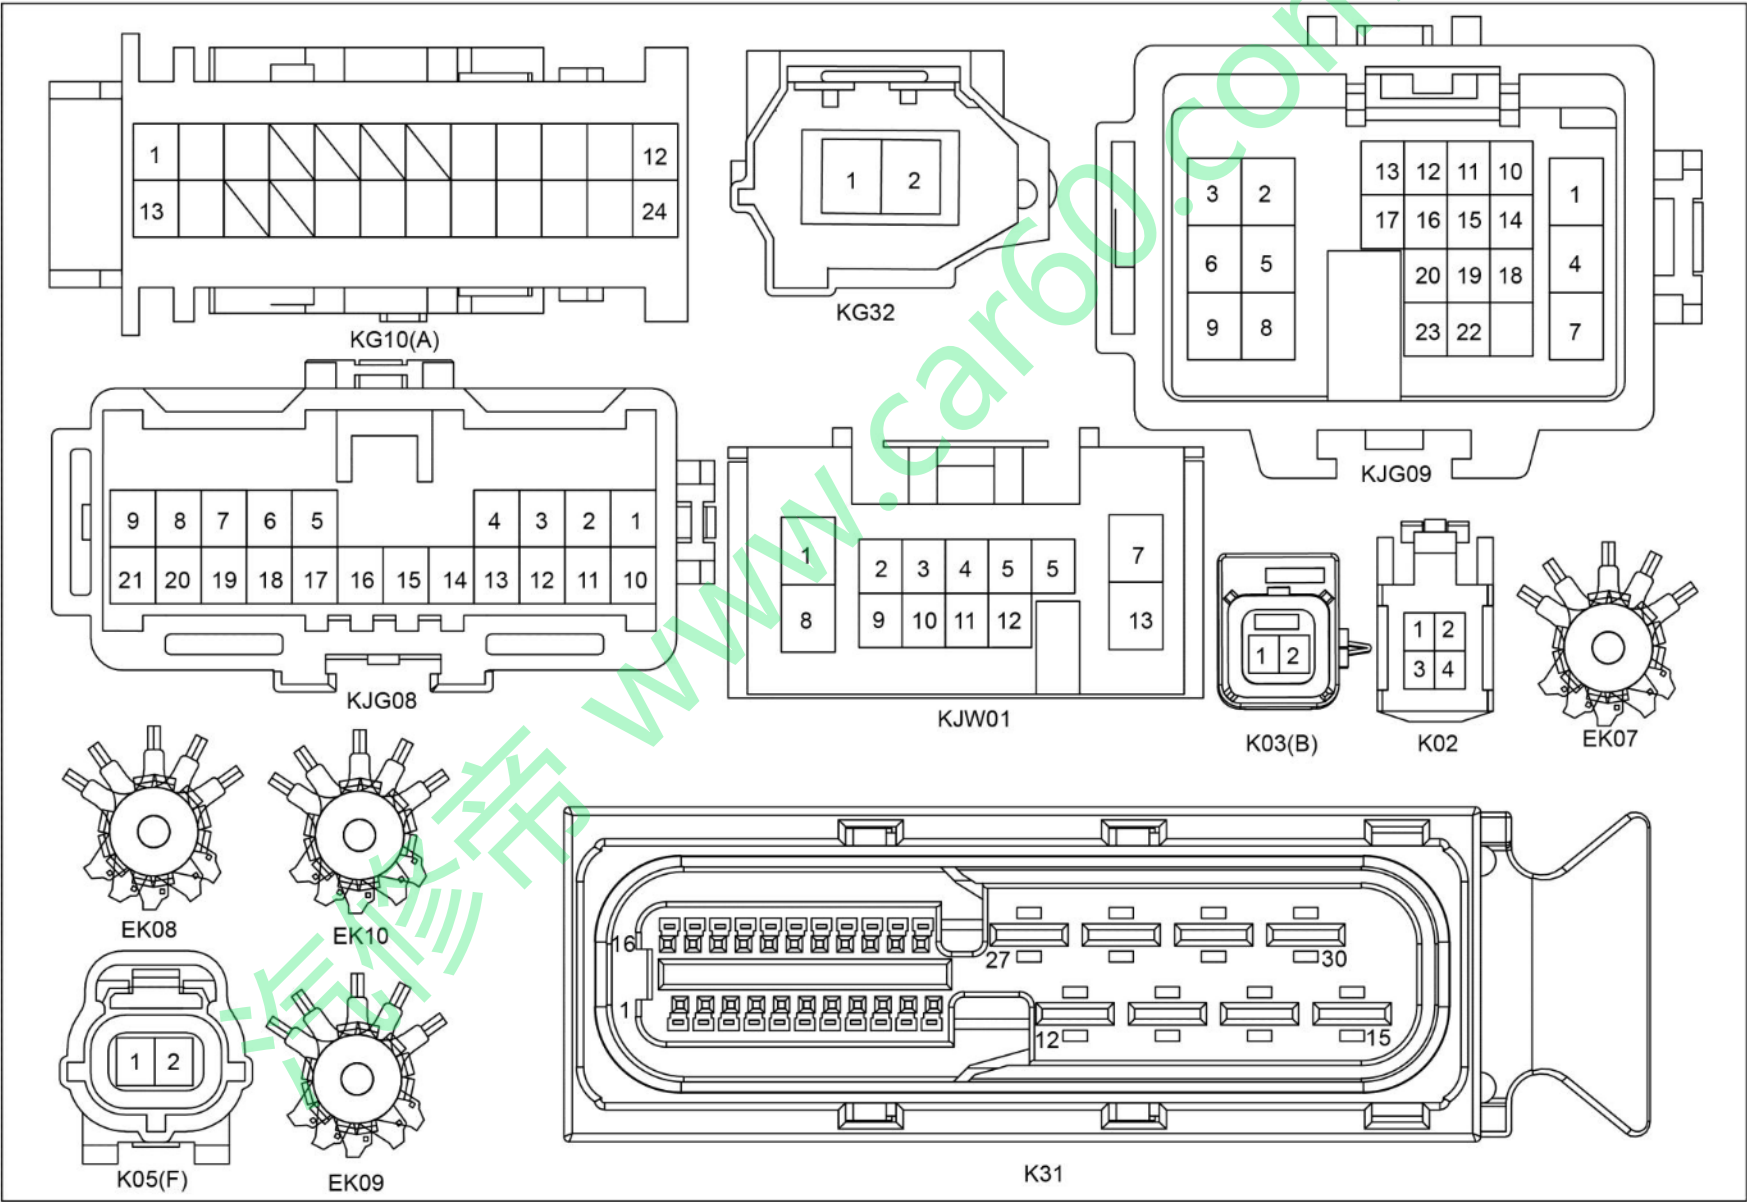 1 12
13 24
KG10(A)
1 2
KG32
13 12 11 10
3 2 1
17 16 15 14
6 5 20 19 18 4
9 8 23 22 7
KJG09
9 8 7 6 5 4 3 2 1
21 20 19 18 17 16 15 14 13 12 11 10
KJG08
1 2 3 4 5 5 7
8 9 10 11 12 13
KJW01
1 2
K03(B)
1 2
3 4
K02
EK07
EK08
EK10
1 2
K05(F)
EK09
16 27 30
1 12 15
K31
汽修帝 www.car60.com